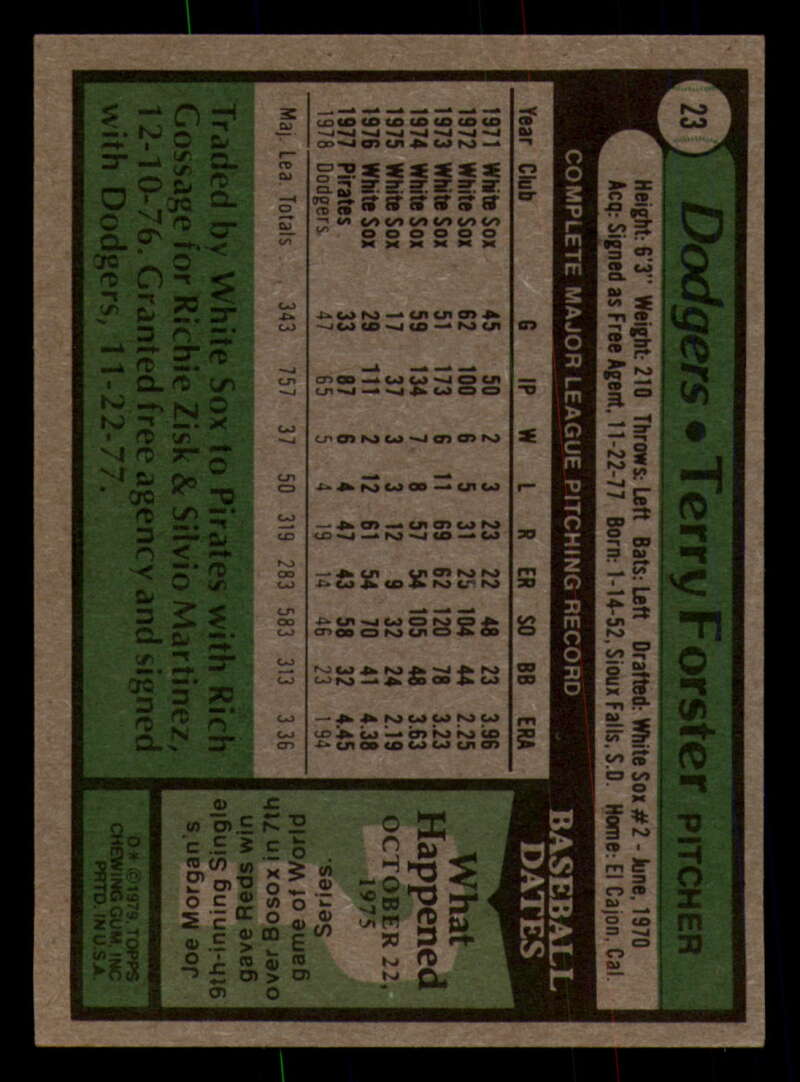 23
Dodgers • Terry Forster PITCHER
Height: 6'3" Weight: 210 Throws: Left Bats: Left Drafted: White Sox #2 - June, 1970
Acq: Signed as Free Agent, 11-22-77 Born: 1-14-52, Sioux Falls, S.D. Home: El Cajon, Cal.
COMPLETE MAJOR LEAGUE PITCHING RECORD
Year Club G IP W L R ER SO BB ERA
1971 White Sox 45 50 2 3 23 22 48 23 3.96
1972 White Sox 62 100 6 5 31 25 104 44 2.25
1973 White Sox 51 173 6 11 69 62 120 78 3.23
1974 White Sox 59 134 7 8 57 54 105 48 3.63
1975 White Sox 17 37 3 3 12 9 32 24 2.19
1976 White Sox 29 111 2 12 61 54 70 41 4.38
1977 Pirates 33 87 6 4 47 43 58 32 4.45
1978 Dodgers 47 65 5 4 19 14 46 23 1.94
Maj. Lea. Totals 343 757 37 50 319 283 583 313 3.36
Traded by White Sox to Pirates with Rich
Gossage for Richie Zisk & Silvio Martinez,
12-10-76. Granted free agency and signed
with Dodgers, 11-22-77.
BASEBALL
DATES
What
Happened
OCTOBER 22,
1975
Joe Morgan's
9th-inning Single
gave Reds win
over Bosox in 7th
game of World
Series.
D* ©1979 TOPPS
CHEWING GUM, INC
PRTD. IN U.S.A.